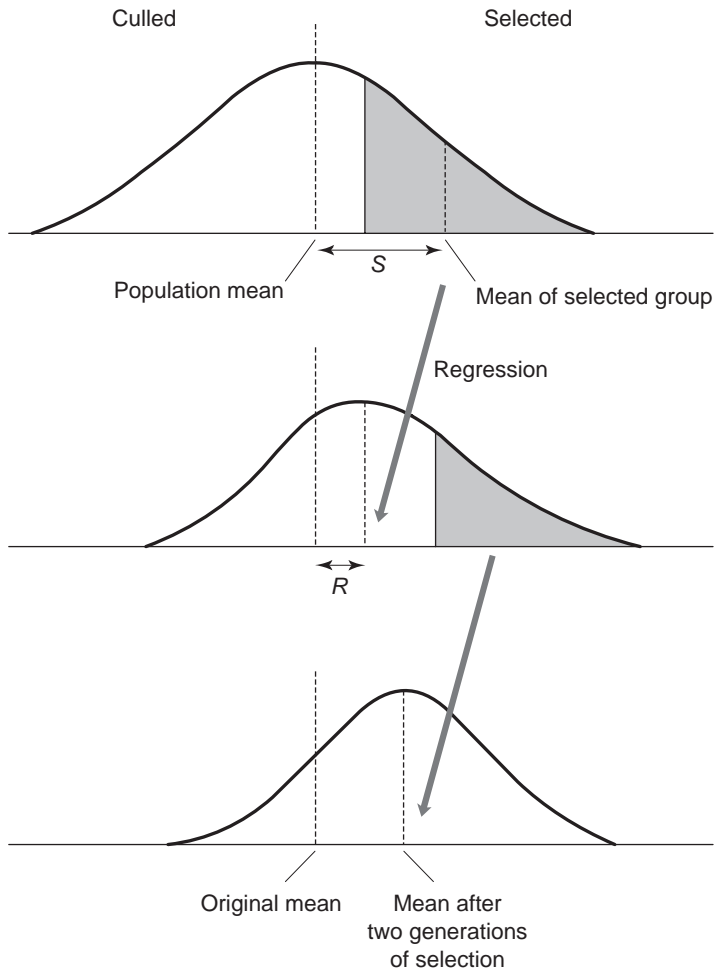 Culled
Selected
S
Population mean
Mean of selected group
Regression
R
Original mean
Mean after
two generations
of selection